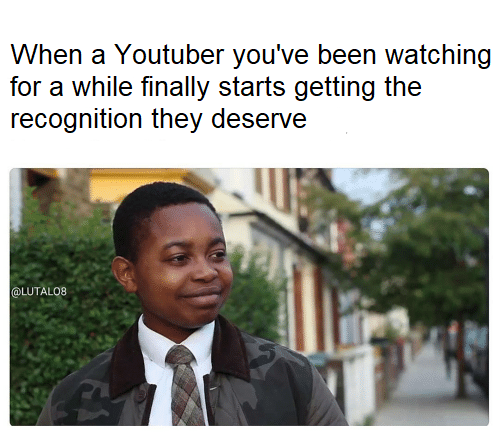 When a Youtuber you've been watching
for a while finally starts getting the
recognition they deserve
@LUTALO8